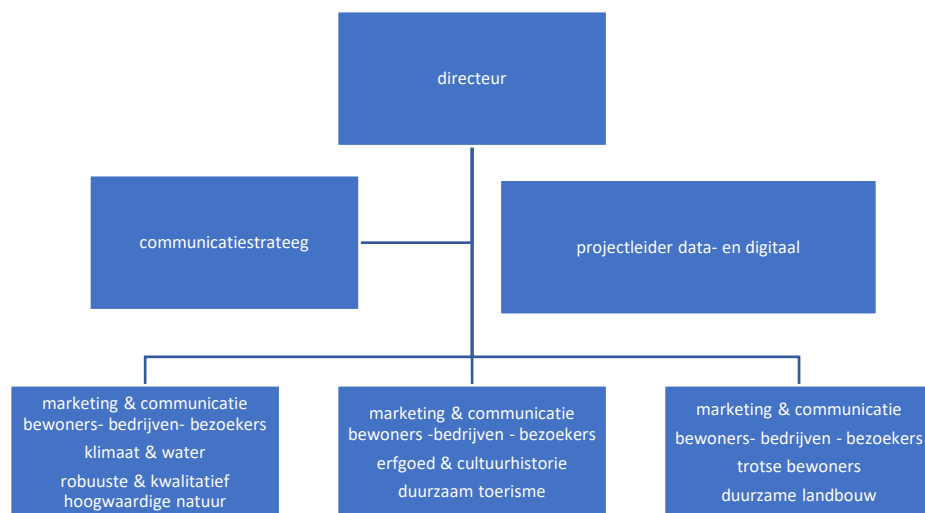 directeur
communicatiestrateeg
projectleider data- en digitaal
marketing & communicatie
bewoners- bedrijven- bezoekers
klimaat & water
robuuste & kwalitatief
hoogwaardige natuur
marketing & communicatie
bewoners -bedrijven - bezoekers
erfgoed & cultuurhistorie
duurzaam toerisme
marketing & communicatie
bewoners- bedrijven - bezoekers
trotse bewoners
duurzame landbouw